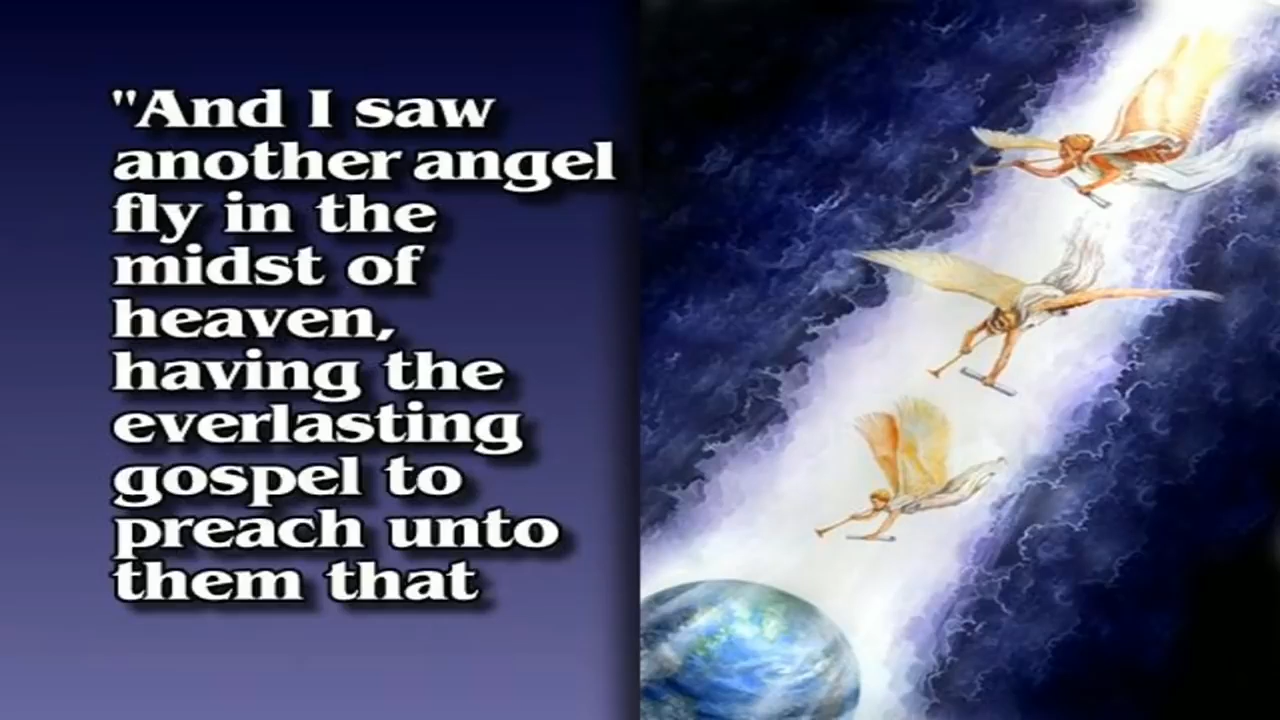 "And I saw
another angel
fly in the
midst of
heaven,
having the
everlasting
gospel to
preach unto
them that